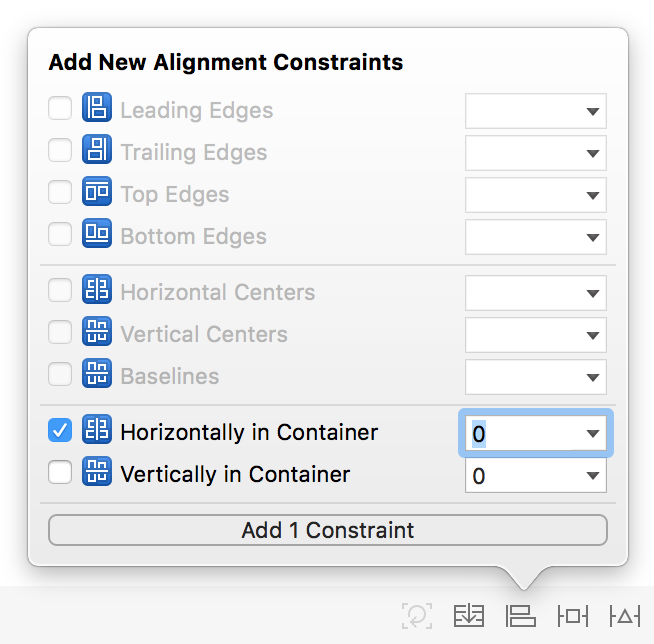 Add New Alignment Constraints
Leading Edges
Trailing Edges
Top Edges
Bottom Edges
Horizontal Centers
Vertical Centers
Baselines
Horizontally in Container 0
Vertically in Container 0
Add 1 Constraint